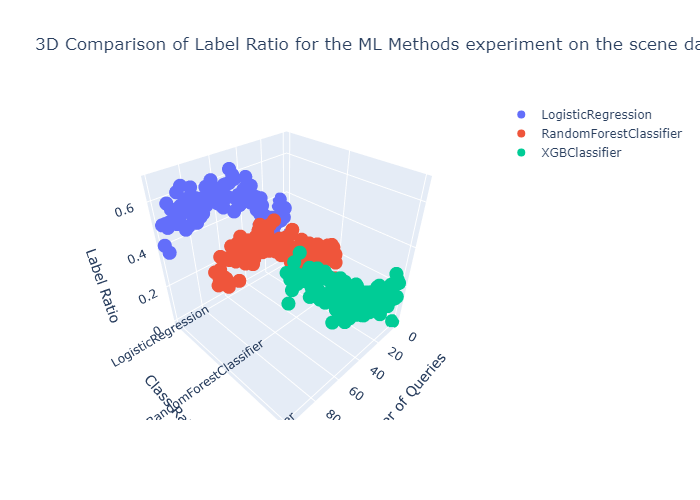 3D Comparison of Label Ratio for the ML Methods experiment on the scene da
LogisticRegression
RandomForestClassifier
XGBClassifier
0.6
0.4
0.2
0
Label Ratio
LogisticRegression
RandomForestClassifier
0
20
40
60
80
of Queries